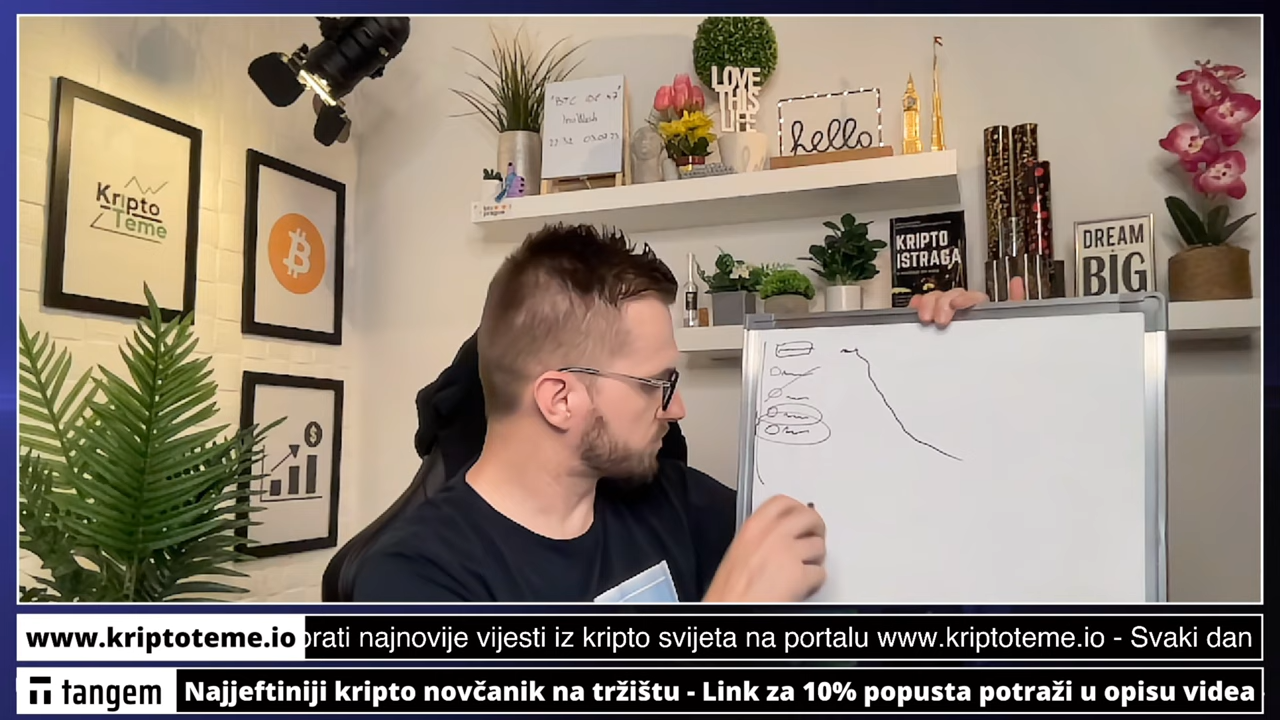 Kripto
Teme
LOVE
THIS
LIFE
hello
KRIPTO
ISTRAGA
DREAM
BIG
www.kriptoteme.io
najnovije vijesti iz kripto svijeta na portalu www.kriptoteme.io - Svaki dan
tangem
Najjeftiniji kripto novčanik na tržištu - Link za 10% popusta potraži u opisu videa